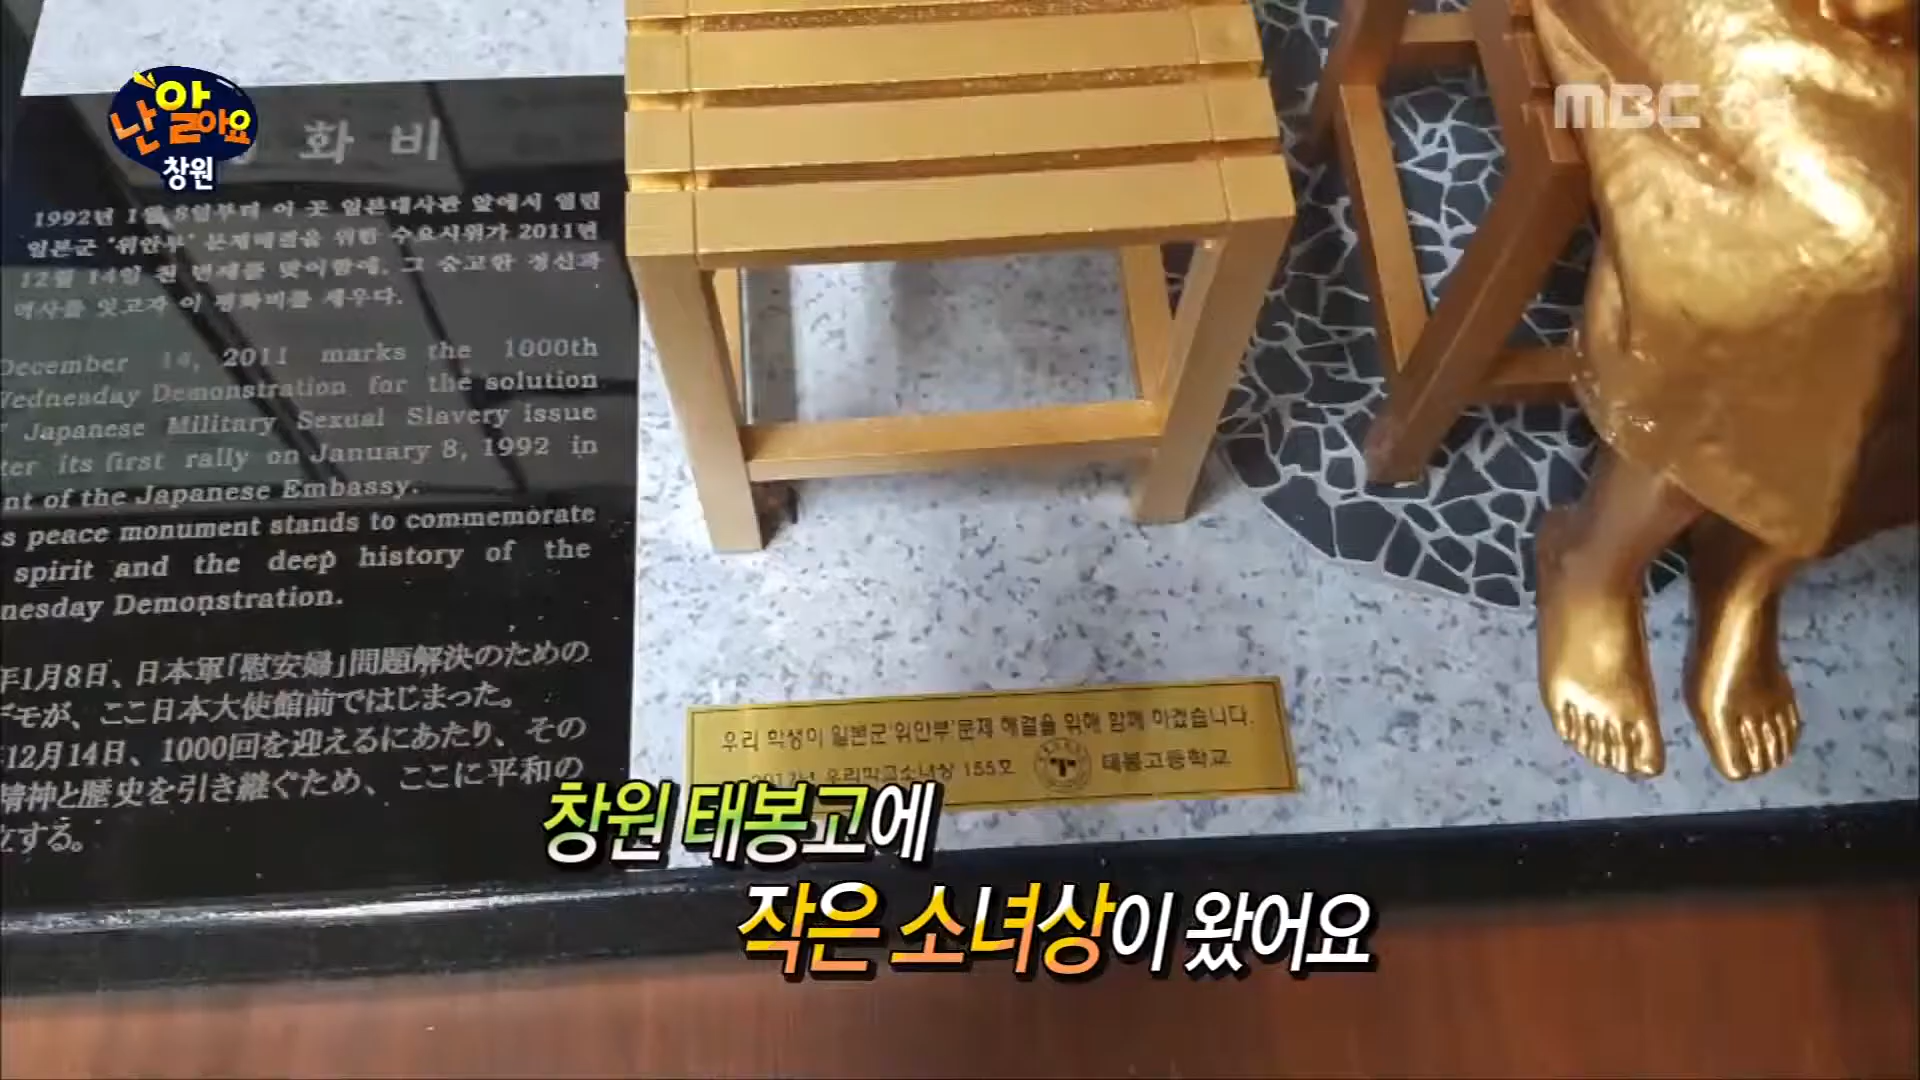 난 알아요
창원
MBC
화 비
1992년 1월 8일부터 이 곳 일본대사관 앞에서 열린
일본군 '위안부' 문제해결을 위한 수요시위가 2011년
12월 14일 천 번째를 맞이함에, 그 숭고한 정신과
역사를 잇고자 이 평화비를 세우다.
December 14, 2011 marks the 1000th
Wednesday Demonstration for the solution
Japanese Military Sexual Slavery issue
its first rally on January 8, 1992 in
of the Japanese Embassy.
peace monument stands to commemorate
spirit and the deep history of the
Demonstration.
年1月8日、日本軍「慰安婦」問題解決のための
デモが、ここ日本大使館前ではじまった。
12月14日、1000回を迎えるにあたり、その
精神と歴史を引き継ぐため、ここに平和の
する。
우리 학생이 일본군'위안부'문제 해결을 위해 함께 하겠습니다.
우리학교소녀상 155호 태봉고등학교
창원 태봉고에
작은 소녀상이 왔어요